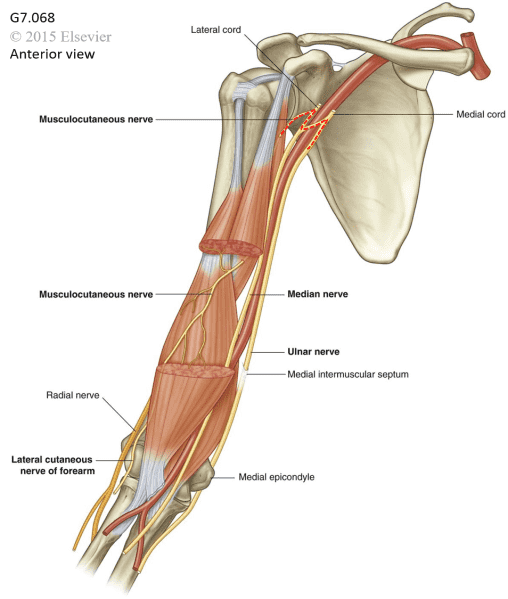 G7.068
© 2015 Elsevier
Anterior view
Lateral cord
Musculocutaneous nerve
Medial cord
Musculocutaneous nerve
Median nerve
Ulnar nerve
Medial intermuscular septum
Radial nerve
Lateral cutaneous
nerve of forearm
Medial epicondyle